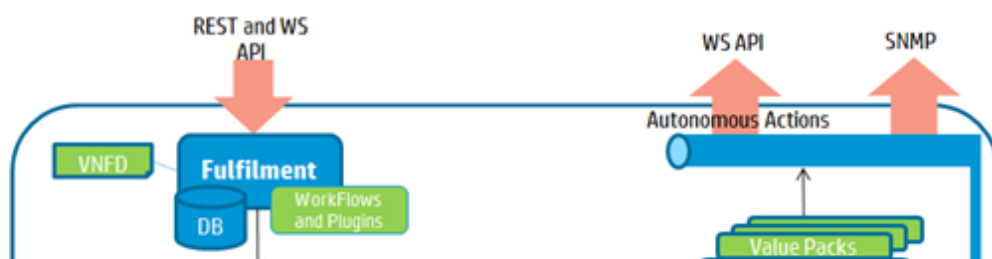 REST and WS
API
WS API
SNMP
Autonomous Actions
VNFD
Fulfilment
WorkFlows
and Plugins
DB
Value Packs